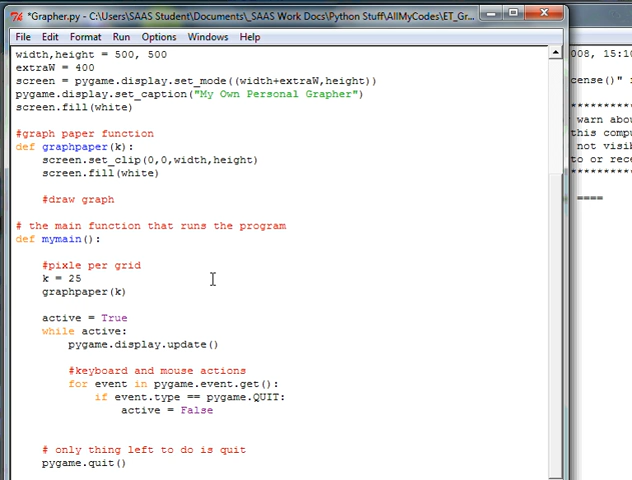 *Grapher.py - C:\Users\SAAS Student\Documents\_SAAS Work Docs\Python Stuff\AllMyCodes\ET_Gr...
File Edit Format Run Options Windows Help
width,height = 500, 500
extraW = 400
screen = pygame.display.set_mode((width+extraW,height))
pygame.display.set_caption("My Own Personal Grapher")
screen.fill(white)
#graph paper function
def graphpaper(k):
screen.set_clip(0,0,width,height)
screen.fill(white)
#draw graph
# the main function that runs the program
def mymain():
#pixle per grid
k = 25
graphpaper(k)
active = True
while active:
pygame.display.update()
#keyboard and mouse actions
for event in pygame.event.get():
if event.type == pygame.QUIT:
active = False
# only thing left to do is quit
pygame.quit()
008, 15:10
cense()"
****************
warn abou
this compu
not visib
to or rece
****************
====